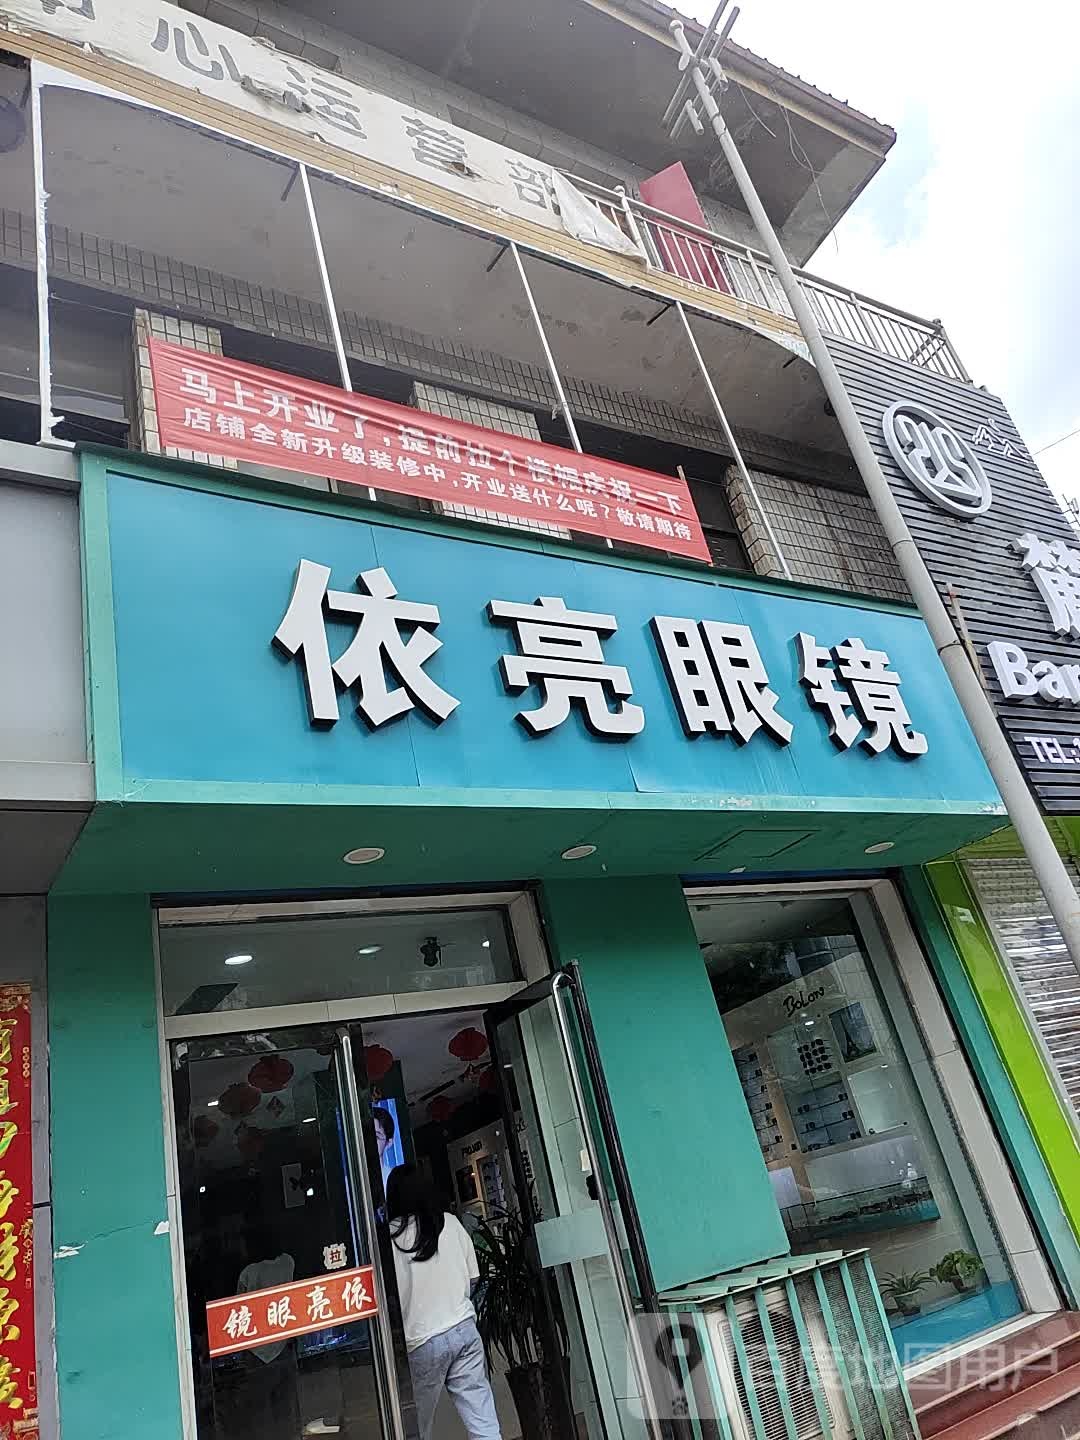 心运营部
马上开业了,提前拉个横幅庆祝一下
店铺全新升级装修中,开业送什么呢?敬请期待
依亮眼镜
Ban
TEL:
BoLon
拉
镜眼亮依
百度地图用户